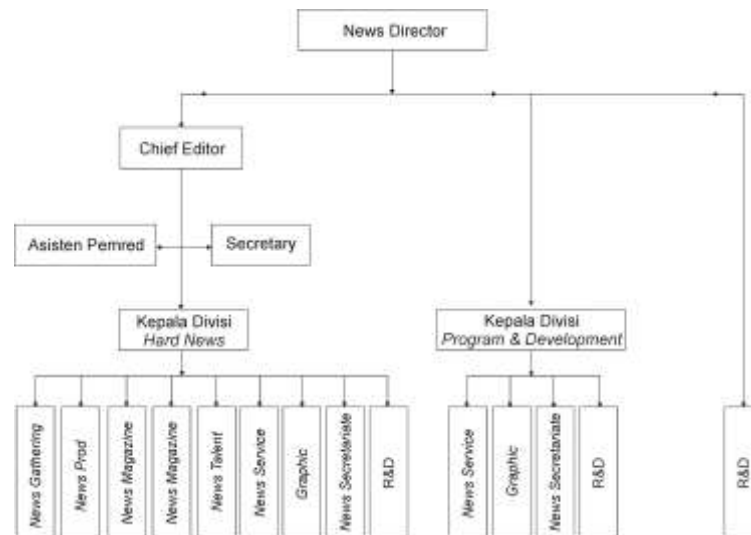 News Director
Chief Editor
Asisten Pemred
Secretary
Kepala Divisi
Hard News
Kepala Divisi
Program & Development
News Gathering
News Prod
News Magazine
News Magazine
News Talent
News Service
Graphic
News Secretariate
R&D
News Service
Graphic
News Secretariate
R&D
R&D